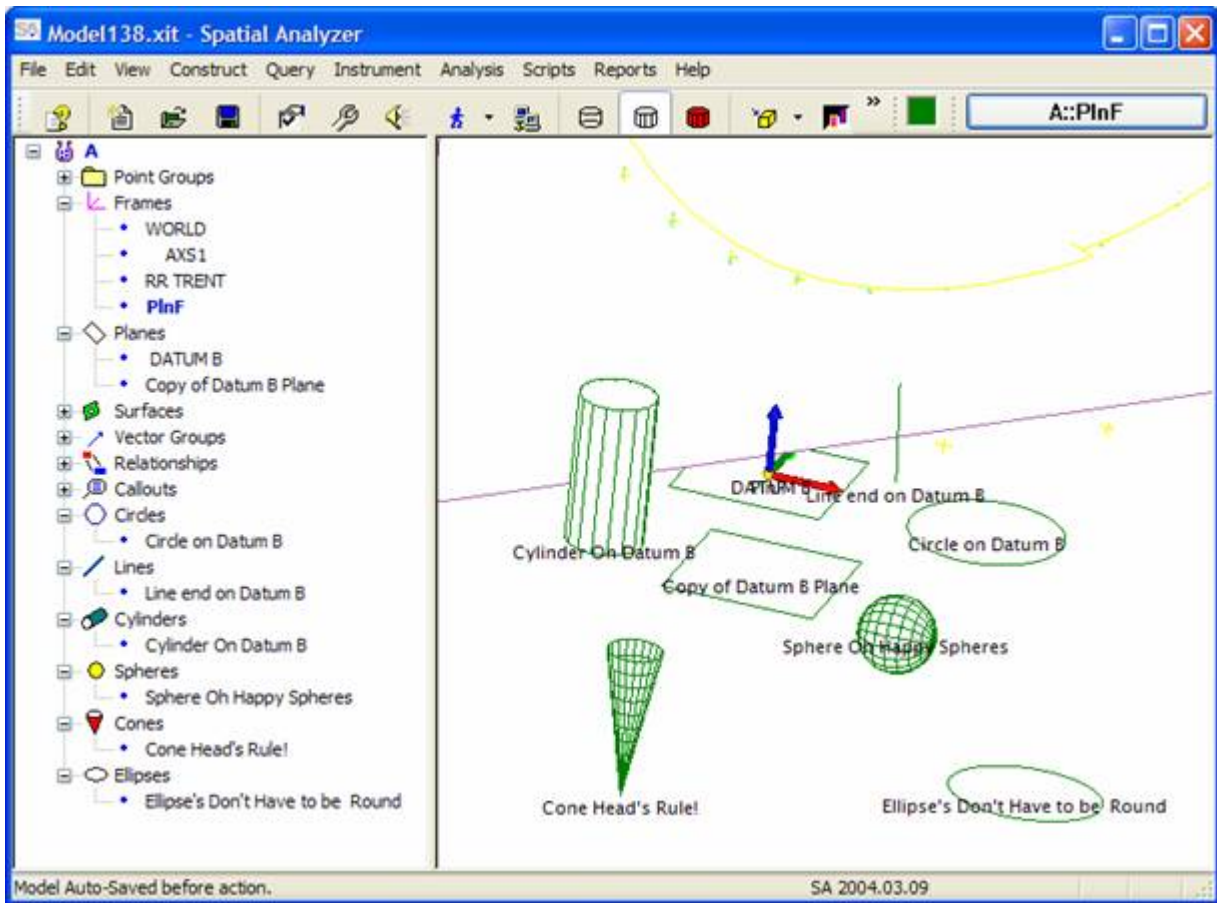 SA Model138.xit - Spatial Analyzer
File Edit View Construct Query Instrument Analysis Scripts Reports Help
» A::PlnF
A
Point Groups
Frames
WORLD
AXS1
RR TRENT
PlnF
Planes
DATUM B
Copy of Datum B Plane
Surfaces
Vector Groups
Relationships
Callouts
Circles
Circle on Datum B
Lines
Line end on Datum B
Cylinders
Cylinder On Datum B
Spheres
Sphere Oh Happy Spheres
Cones
Cone Head's Rule!
Ellipses
Ellipse's Don't Have to be Round
DATUM B
PlnF
Line end on Datum B
Cylinder On Datum B
Circle on Datum B
Copy of Datum B Plane
Sphere Oh Happy Spheres
Cone Head's Rule!
Ellipse's Don't Have to be Round
Model Auto-Saved before action.
SA 2004.03.09